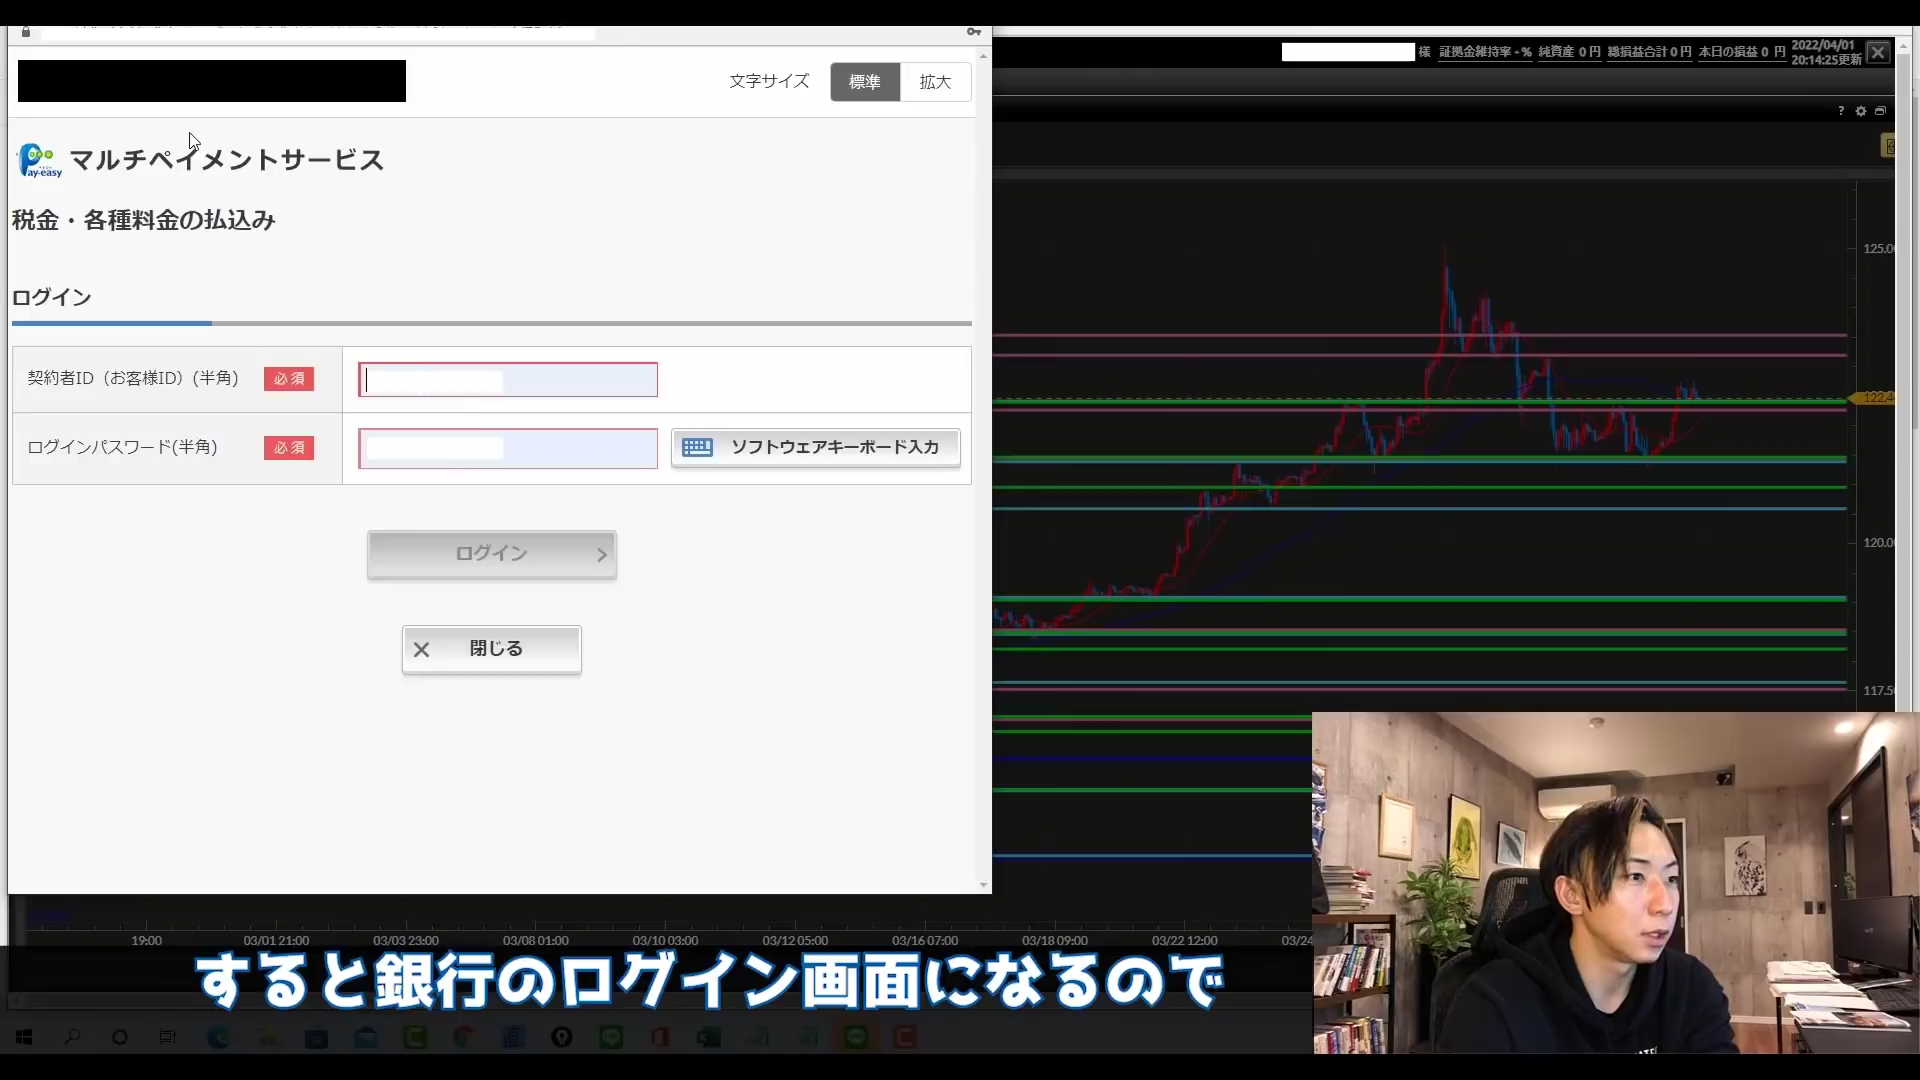 様 証拠金維持率 - % 純資産 0 円 総損益合計 0 円 本日の損益 0 円 2022/04/01 20:14:25更新
文字サイズ 標準 拡大
Pay-easy マルチペイメントサービス
税金・各種料金の払込み
ログイン
契約者ID（お客様ID）(半角) 必須
ログインパスワード(半角) 必須 ソフトウェアキーボード入力
ログイン
閉じる
125.0
122.4
120.0
117.5
19:00 03/01 21:00 03/03 23:00 03/08 01:00 03/10 03:00 03/12 05:00 03/16 07:00 03/18 09:00 03/22 12:00 03/24
すると銀行のログイン画面になるので